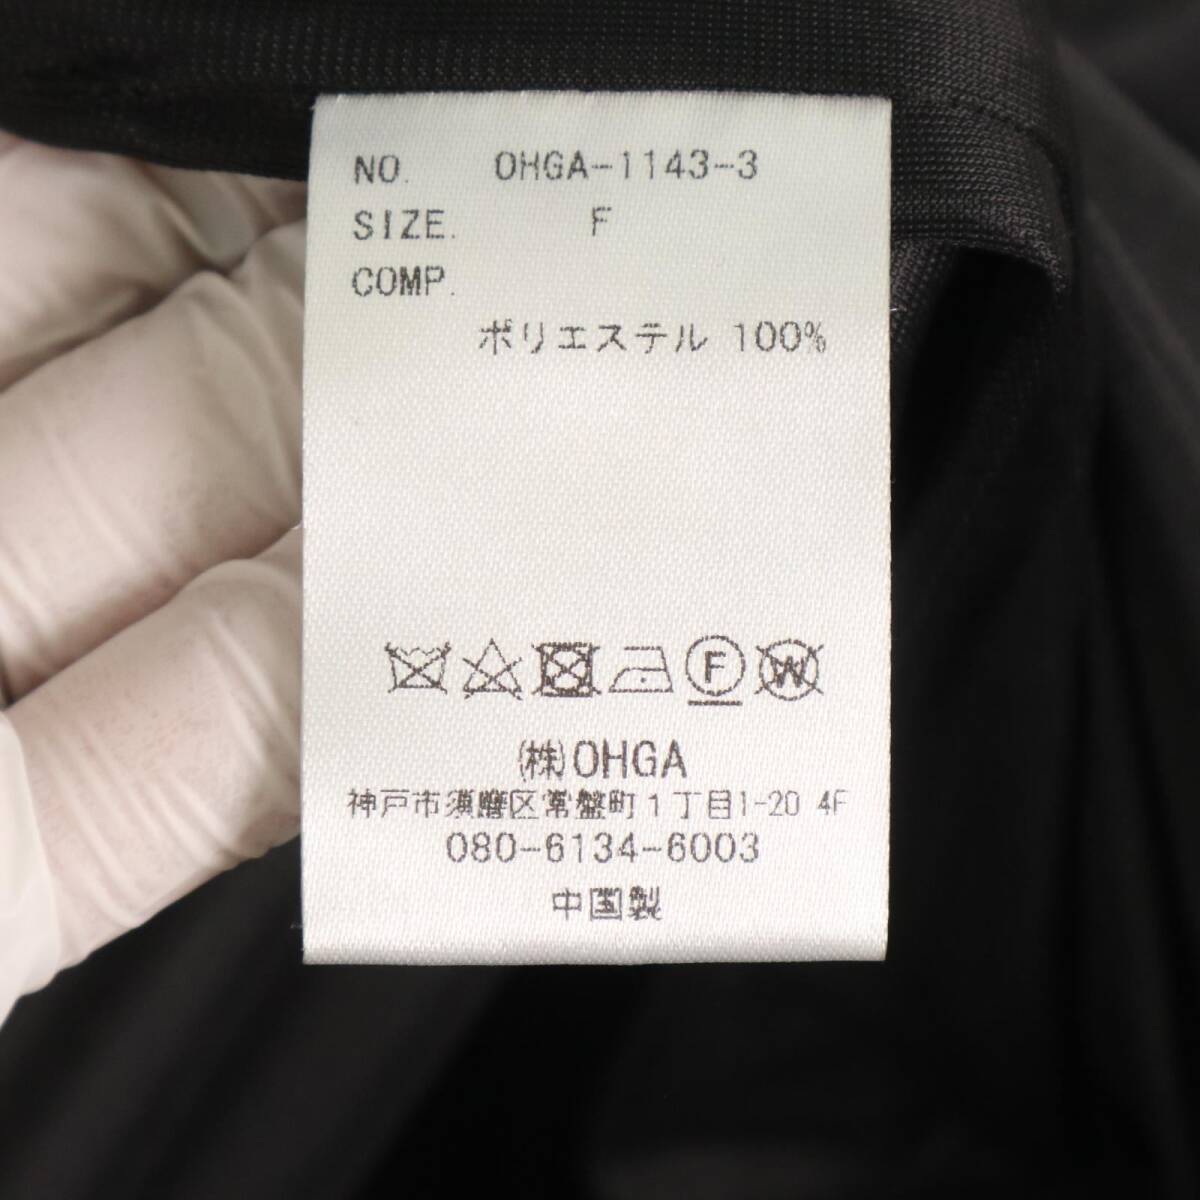 NO. OHGA-1143-3
SIZE. F
COMP.
ポリエステル 100%
F W
㈱OHGA
神戸市須磨区常盤町1丁目1-20 4F
080-6134-6003
中国製